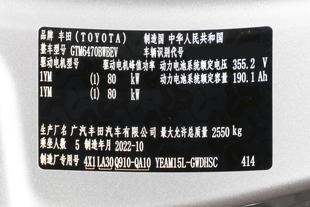 品牌 丰田(TOYOTA) 制造国 中华人民共和国
整车型号 GTM6470BWBEV 车辆识别代号
驱动电机型号 驱动电机峰值功率 动力电池系统额定电压 355.2 V
1YM (1) 80 kW 动力电池系统额定容量 190.1 Ah
1YM (1) 80 kW
生产厂名 广汽丰田汽车有限公司 最大允许总质量 2550 kg
乘坐人数 5 制造年月 2022-10
制造厂专用号 4X1LA30Q910-QA10 YEAM15L-GWDHSC 414